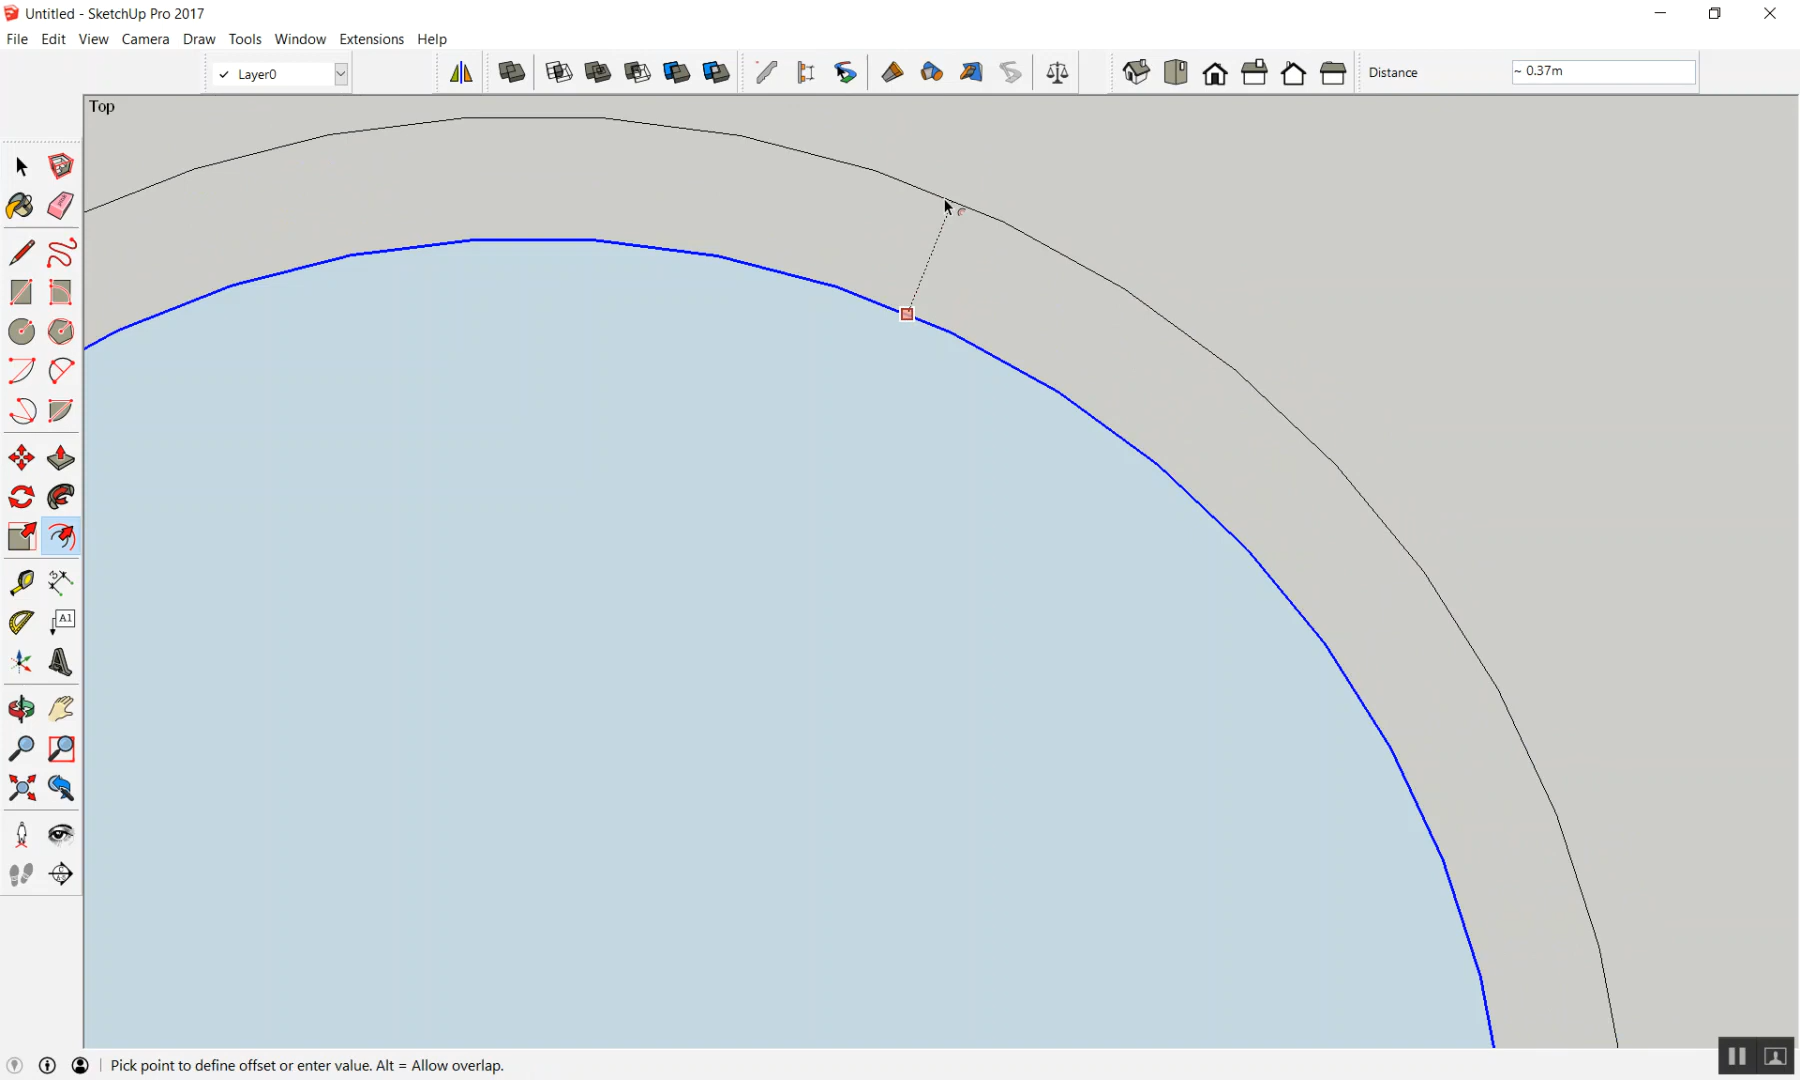 Untitled - SketchUp Pro 2017
File Edit View Camera Draw Tools Window Extensions Help
✓ Layer0
Distance ~ 0.37m
Top
A1
Pick point to define offset or enter value. Alt = Allow overlap.